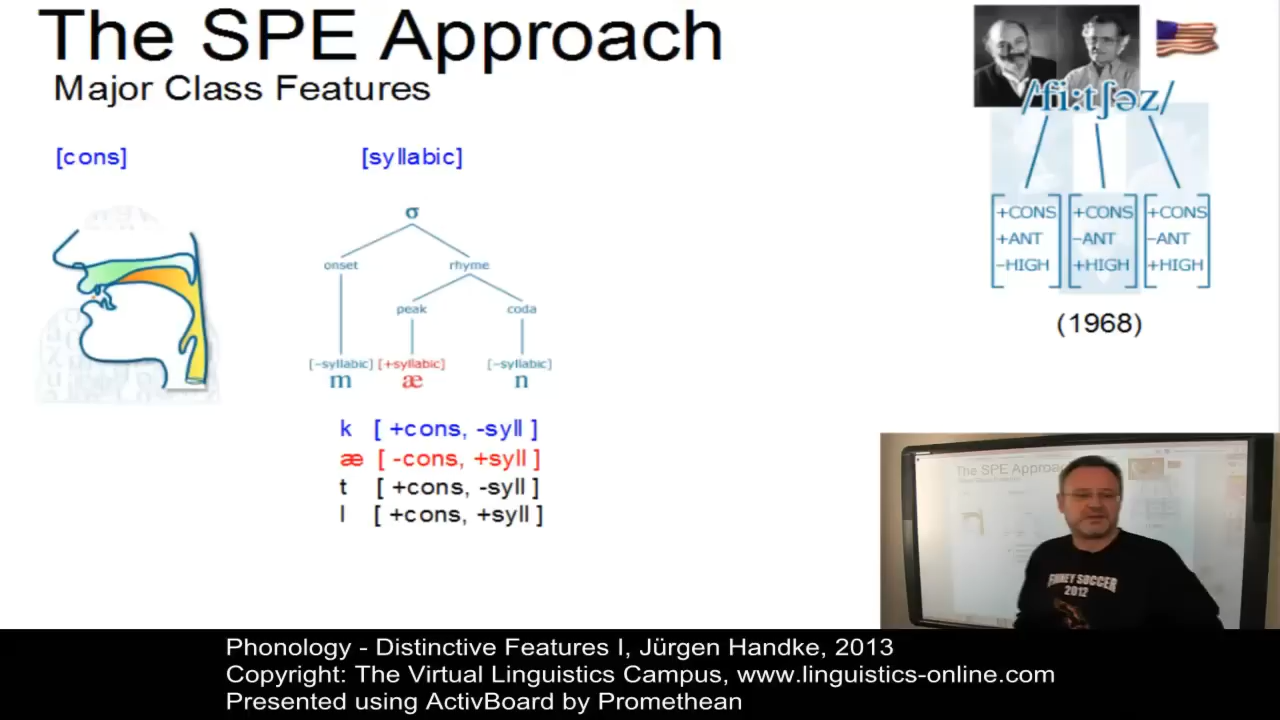 The SPE Approach
Major Class Features
[cons]
[syllabic]
σ
onset
rhyme
peak
coda
[−syllabic] [+syllabic] [−syllabic]
m æ n
k [ +cons, -syll ]
æ [ -cons, +syll ]
t [ +cons, -syll ]
l [ +cons, +syll ]
/fi:tʃəz/
+CONS +CONS +CONS
+ANT −ANT −ANT
−HIGH +HIGH +HIGH
(1968)
The SPE Approach
FINNEY SOCCER
2012
Phonology - Distinctive Features I, Jürgen Handke, 2013
Copyright: The Virtual Linguistics Campus, www.linguistics-online.com
Presented using ActivBoard by Promethean